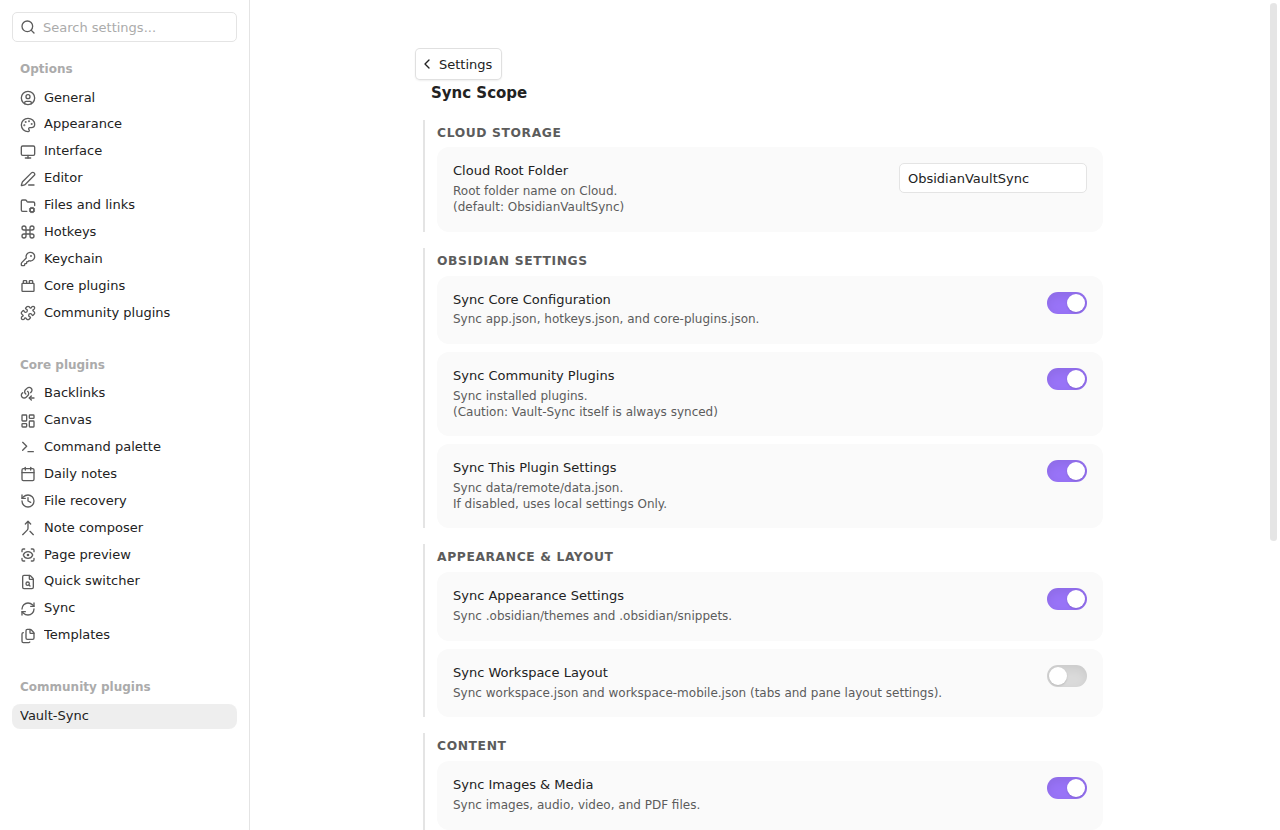 Search settings...
Options
General
Appearance
Interface
Editor
Files and links
Hotkeys
Keychain
Core plugins
Community plugins
Core plugins
Backlinks
Canvas
Command palette
Daily notes
File recovery
Note composer
Page preview
Quick switcher
Sync
Templates
Community plugins
Vault-Sync
Settings
Sync Scope
CLOUD STORAGE
Cloud Root Folder
Root folder name on Cloud.
(default: ObsidianVaultSync)
ObsidianVaultSync
OBSIDIAN SETTINGS
Sync Core Configuration
Sync app.json, hotkeys.json, and core-plugins.json.
Sync Community Plugins
Sync installed plugins.
(Caution: Vault-Sync itself is always synced)
Sync This Plugin Settings
Sync data/remote/data.json.
If disabled, uses local settings Only.
APPEARANCE & LAYOUT
Sync Appearance Settings
Sync .obsidian/themes and .obsidian/snippets.
Sync Workspace Layout
Sync workspace.json and workspace-mobile.json (tabs and pane layout settings).
CONTENT
Sync Images & Media
Sync images, audio, video, and PDF files.